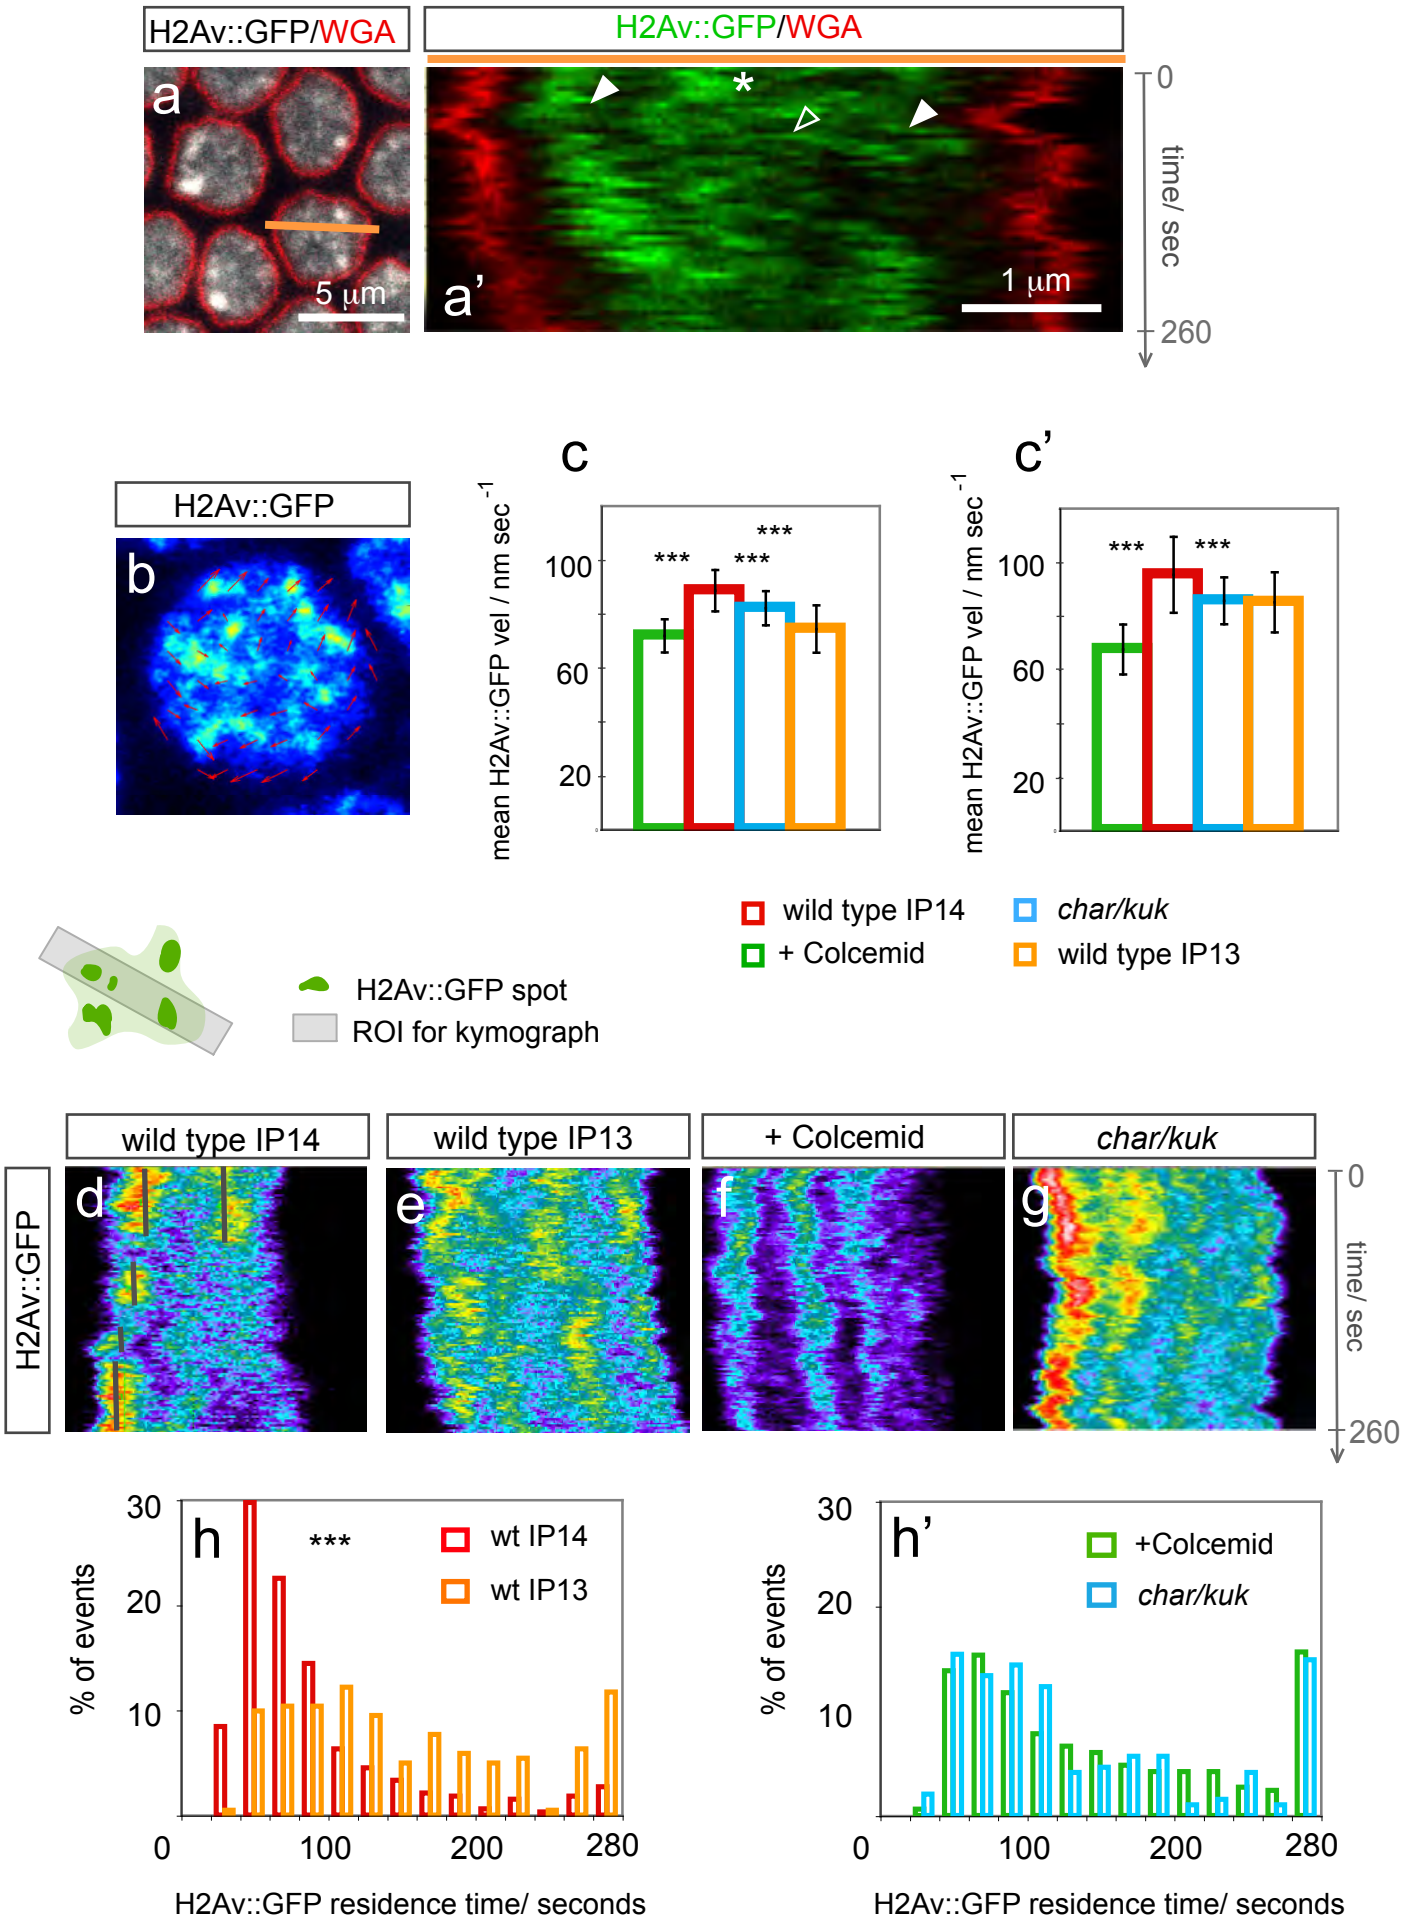 H2Av::GFP/WGA
H2Av::GFP/WGA
a
5 μm
*
a’
1 μm
0
time/ sec
260
H2Av::GFP
b
c
mean H2Av::GFP vel / nm sec-1
100
60
20
***
***
***
c’
mean H2Av::GFP vel / nm sec-1
100
60
20
***
***
wild type IP14
char/kuk
+ Colcemid
wild type IP13
H2Av::GFP spot
ROI for kymograph
wild type IP14
wild type IP13
+ Colcemid
char/kuk
H2Av::GFP
d
e
f
g
0
time/ sec
260
h
% of events
30
20
10
***
wt IP14
wt IP13
0
100
200
280
H2Av::GFP residence time/ seconds
h’
% of events
30
20
10
+Colcemid
char/kuk
0
100
200
280
H2Av::GFP residence time/ seconds